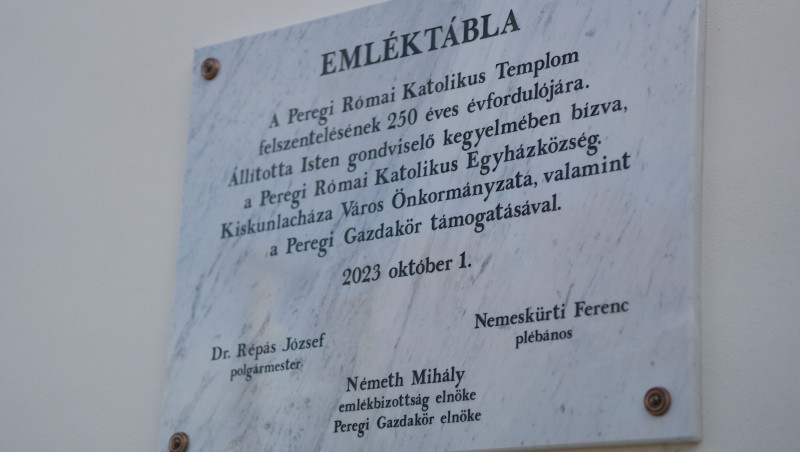 EMLÉKTÁBLA
A Peregi Római Katolikus Templom
felszentelésének 250 éves évfordulójára.
Állította Isten gondviselő kegyelmében bízva,
a Peregi Római Katolikus Egyházközség.
Kiskunlacháza Város Önkormányzata, valamint
a Peregi Gazdakör támogatásával.
2023 október 1.
Dr. Répás József
polgármester
Nemeskürti Ferenc
plébános
Németh Mihály
emlékbizottság elnöke
Peregi Gazdakör elnöke